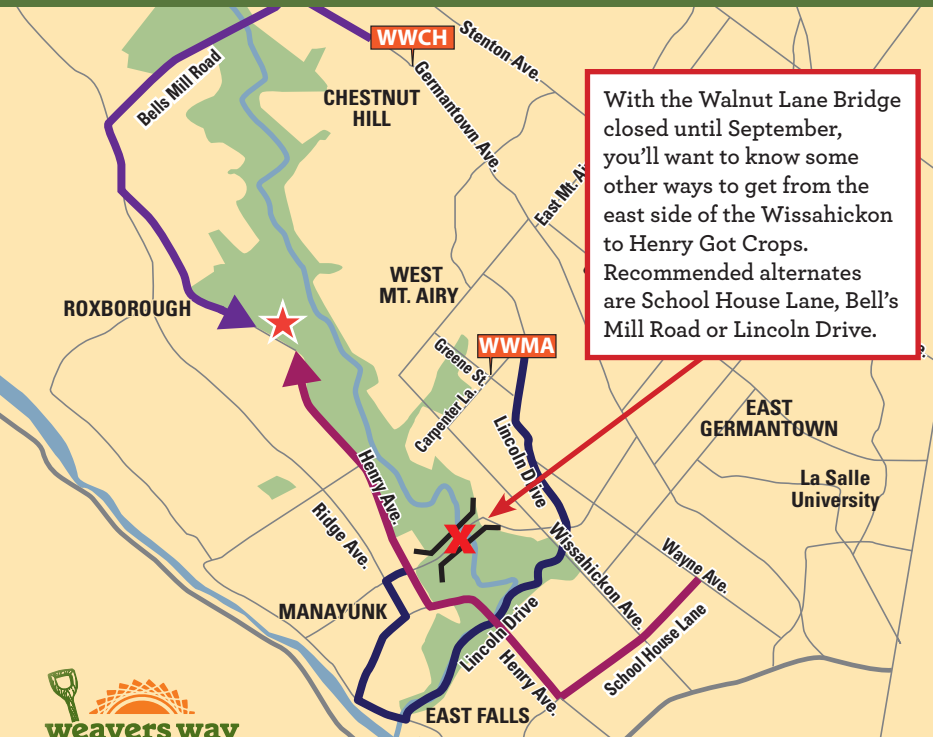 WWCH
Stenton Ave.
Bells Mill Road
Germantown Ave.
CHESTNUT
HILL
With the Walnut Lane Bridge
closed until September,
you'll want to know some
other ways to get from the
east side of the Wissahickon
to Henry Got Crops.
Recommended alternates
are School House Lane, Bell's
Mill Road or Lincoln Drive.
WEST
MT. AIRY
ROXBOROUGH
WWMA
Greene St.
Carpenter La.
Lincoln Drive
EAST
GERMANTOWN
La Salle
University
Henry Ave.
Ridge Ave.
X
Wissahickon Ave.
Wayne Ave.
MANAYUNK
Lincoln Drive
School House Lane
Henry Ave.
EAST FALLS
weavers way